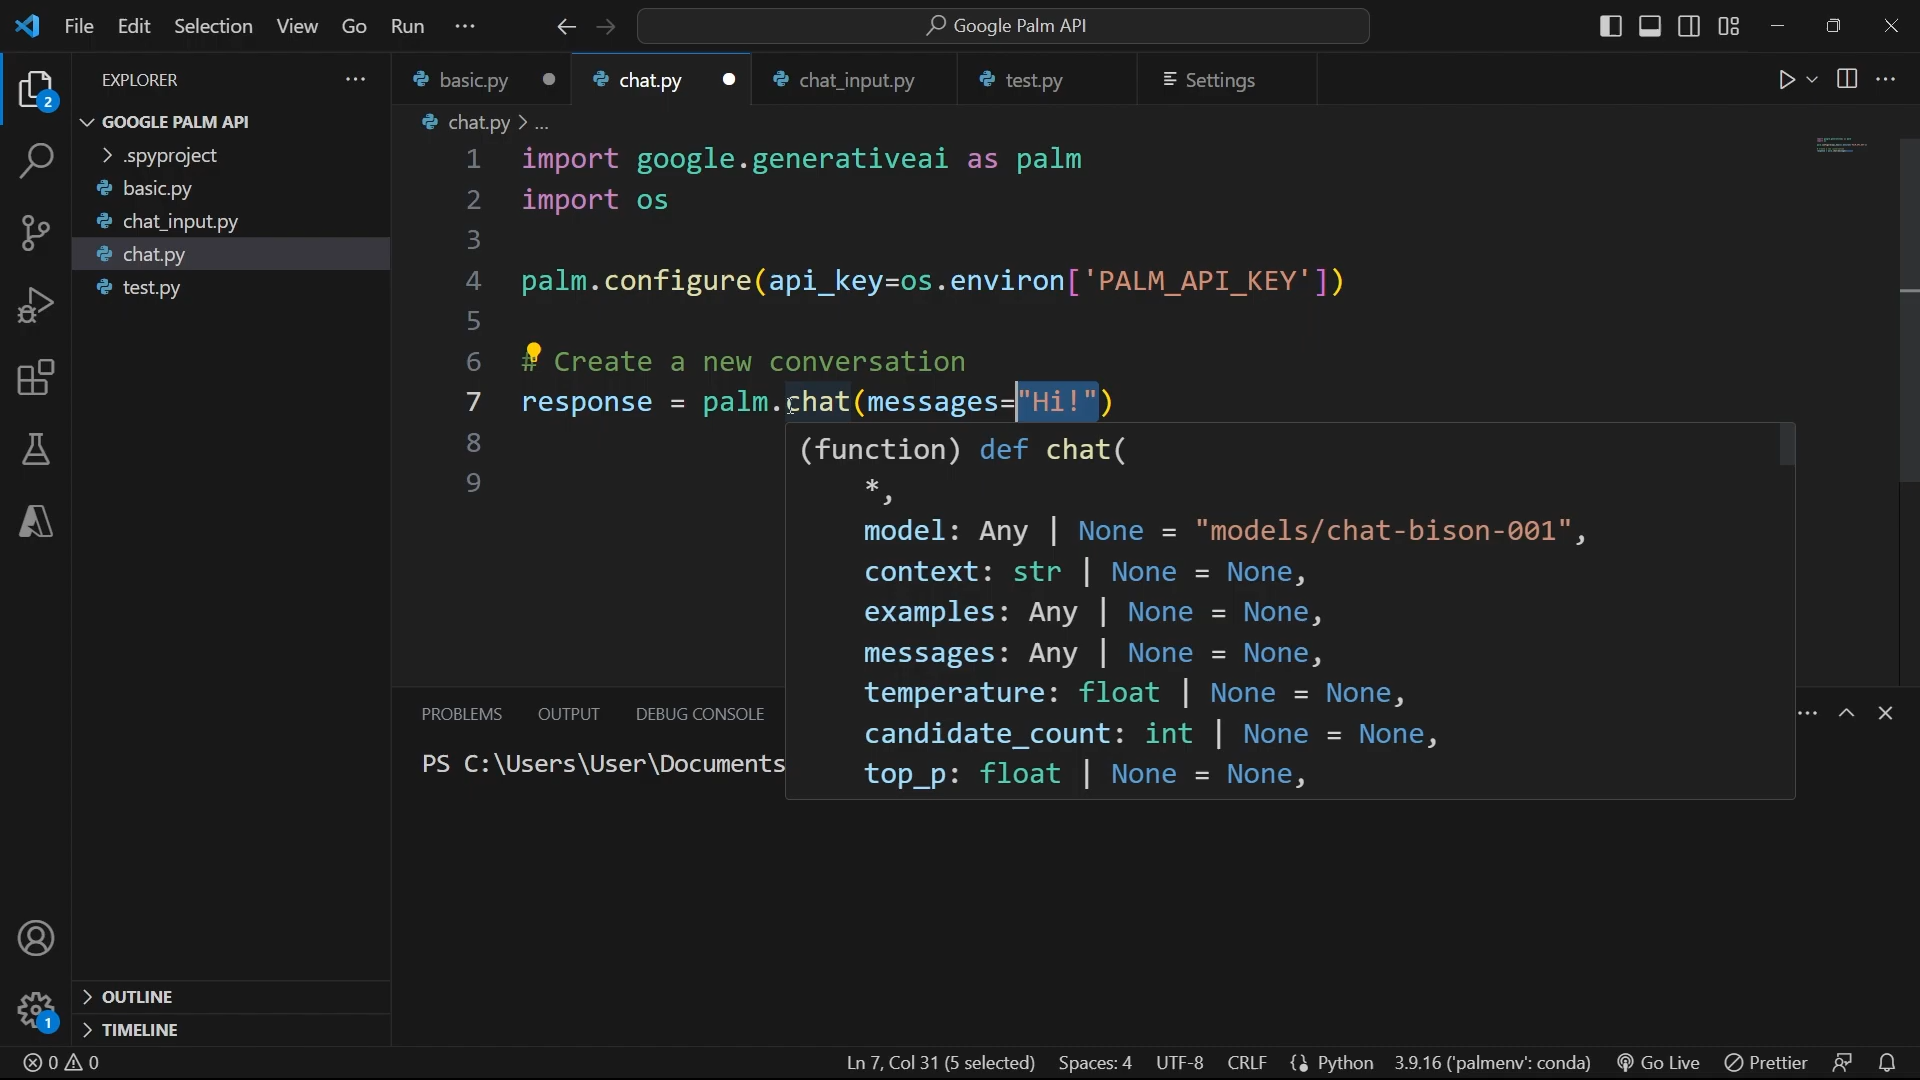 File Edit Selection View Go Run ···
Google Palm API
EXPLORER
GOOGLE PALM API
.spyproject
basic.py
chat_input.py
chat.py
test.py
OUTLINE
TIMELINE
2
1
basic.py
chat.py
chat_input.py
test.py
Settings
chat.py > ...
1 import google.generativeai as palm
2 import os
3
4 palm.configure(api_key=os.environ['PALM_API_KEY'])
5
6 # Create a new conversation
7 response = palm.chat(messages="Hi!")
8
9
(function) def chat(
*,
model: Any | None = "models/chat-bison-001",
context: str | None = None,
examples: Any | None = None,
messages: Any | None = None,
temperature: float | None = None,
candidate_count: int | None = None,
top_p: float | None = None,
PROBLEMS OUTPUT DEBUG CONSOLE
PS C:\Users\User\Documents
0 0
Ln 7, Col 31 (5 selected) Spaces: 4 UTF-8 CRLF Python 3.9.16 ('palmenv': conda) Go Live Prettier